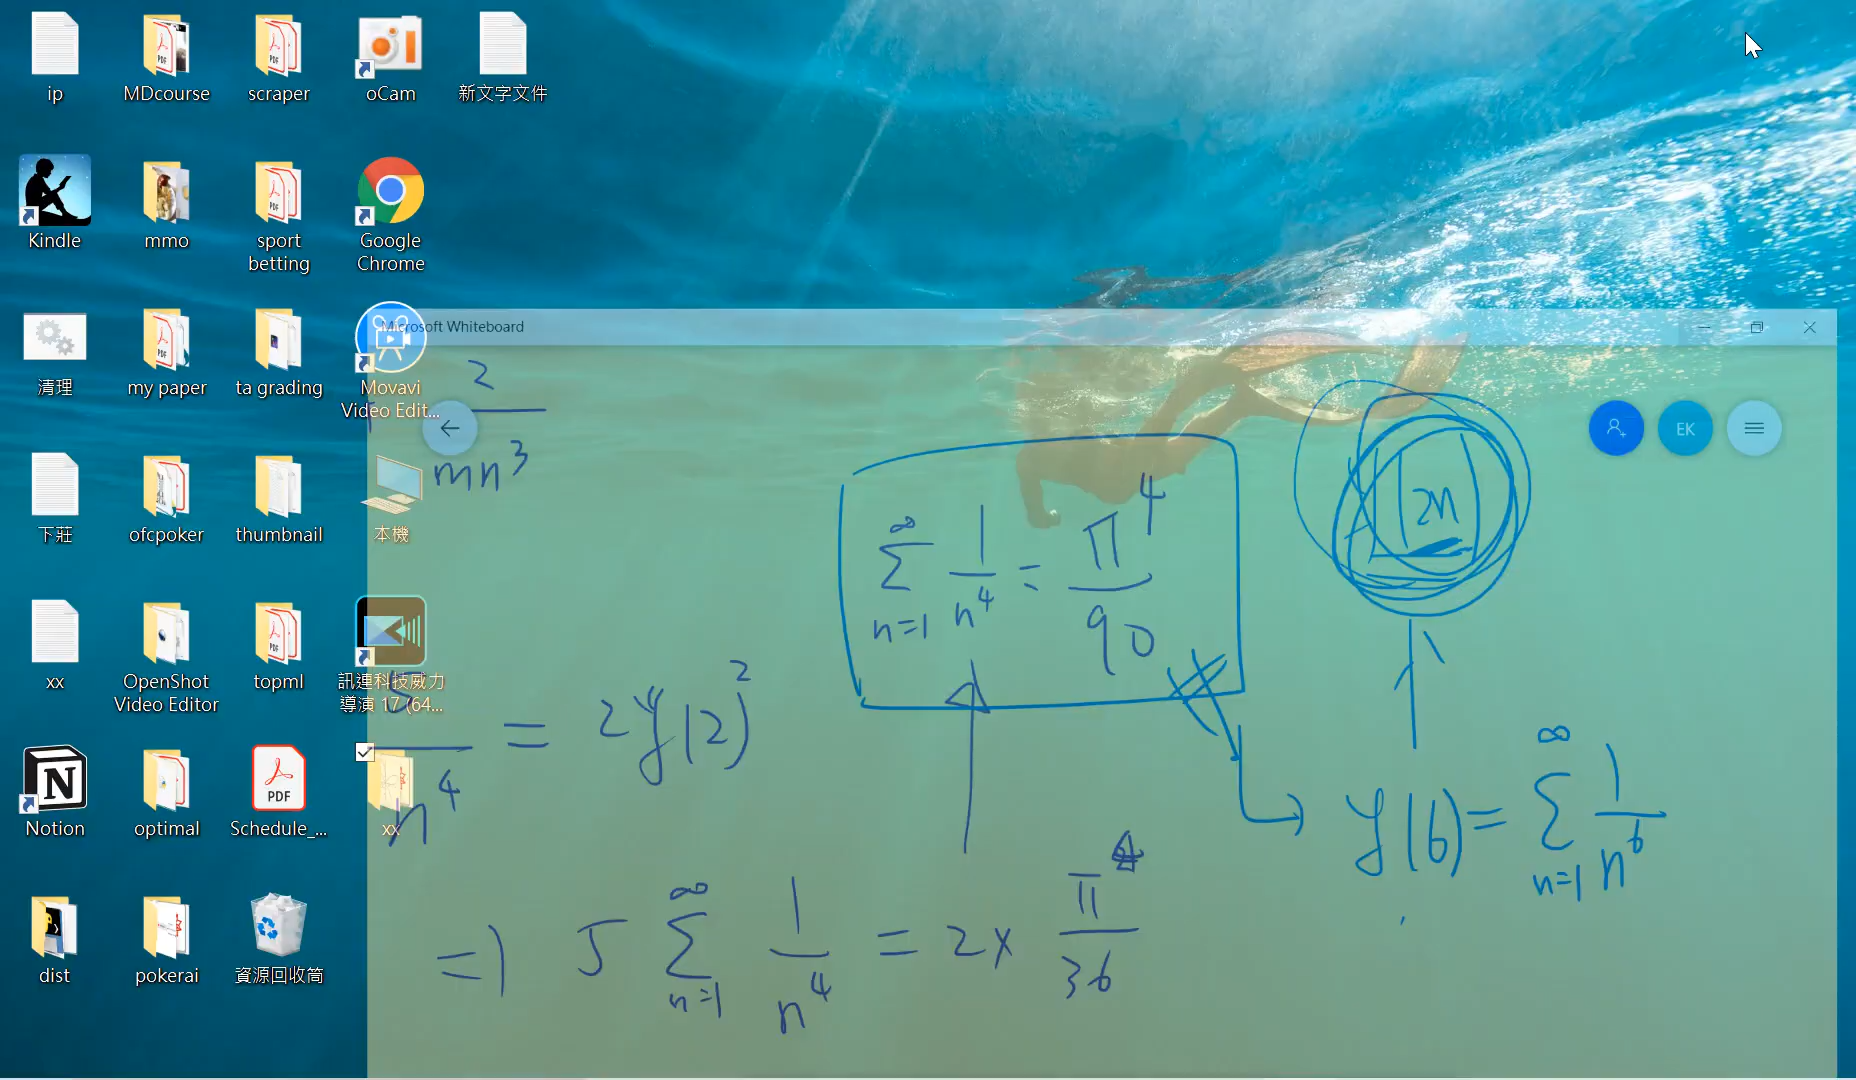 ip
MDcourse
scraper
oCam
新文字文件
Kindle
mmo
sport
betting
Google
Chrome
清理
my paper
ta grading
Movavi
Video Edit...
下莊
ofcpoker
thumbnail
本機
xx
OpenShot
Video Editor
topml
訊連科技威力
導演 17 (64...
Notion
optimal
Schedule_...
xx
dist
pokerai
資源回收筒
PDF
Microsoft Whiteboard
EK
2
mn³
∞
∑ 1/n⁴ = π⁴/90
n=1
2n
5/n⁴ = 2ζ(2)²
ζ(6) = ∑ 1/n⁶
∞
n=1
=) 5 ∑ 1/n⁴ = 2x π⁴/36
∞
n=1